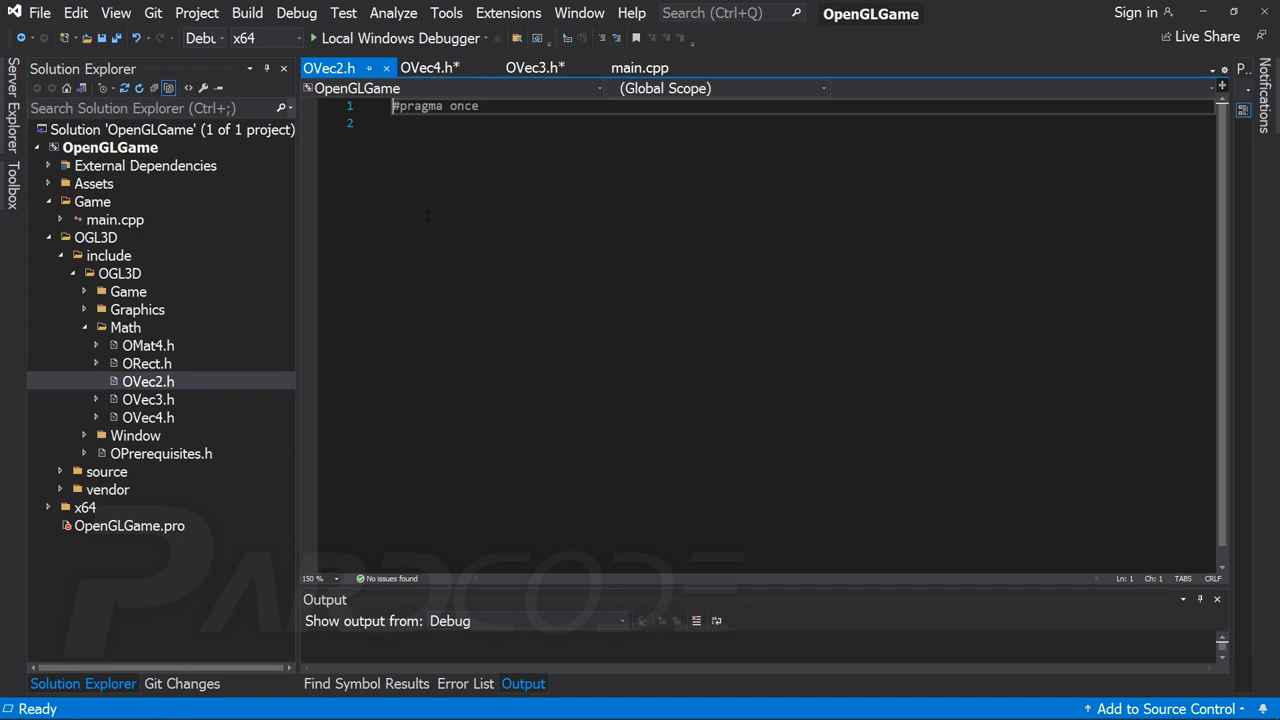 File Edit View Git Project Build Debug Test Analyze Tools Extensions Window Help Search (Ctrl+Q) OpenGLGame Sign in
Debu x64 Local Windows Debugger Live Share
Server Explorer
Toolbox
Solution Explorer
Search Solution Explorer (Ctrl+;)
Solution 'OpenGLGame' (1 of 1 project)
OpenGLGame
External Dependencies
Assets
Game
main.cpp
OGL3D
include
OGL3D
Game
Graphics
Math
OMat4.h
ORect.h
OVec2.h
OVec3.h
OVec4.h
Window
OPrerequisites.h
source
vendor
x64
OpenGLGame.pro
Solution Explorer Git Changes
OVec2.h OVec4.h* OVec3.h* main.cpp
OpenGLGame (Global Scope)
1 #pragma once
2
150 % No issues found Ln: 1 Ch: 1 TABS CRLF
Output
Show output from: Debug
Find Symbol Results Error List Output
P..
Notifications
PARDCODE
Ready Add to Source Control